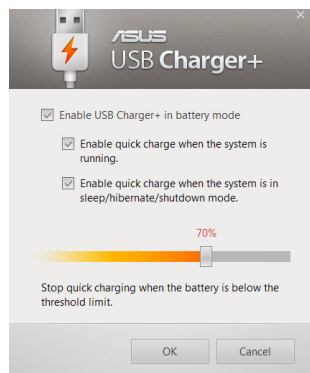 ASUS
USB Charger+
Enable USB Charger+ in battery mode
Enable quick charge when the system is
running.
Enable quick charge when the system is in
sleep/hibernate/shutdown mode.
70%
Stop quick charging when the battery is below the
threshold limit.
OK Cancel